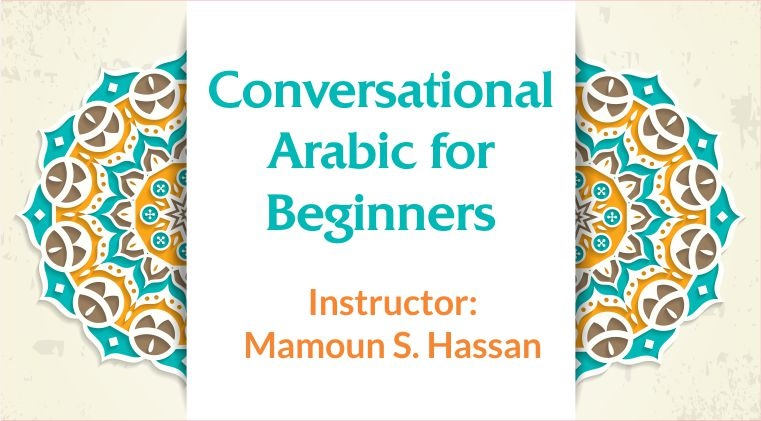 Conversational
Arabic for
Beginners
Instructor:
Mamoun S. Hassan